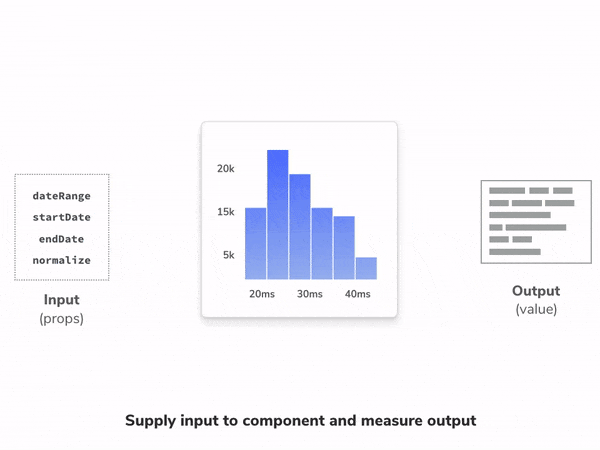 dateRange
startDate
endDate
normalize
Input
(props)
20k
15k
5k
20ms 30ms 40ms
Output
(value)
Supply input to component and measure output